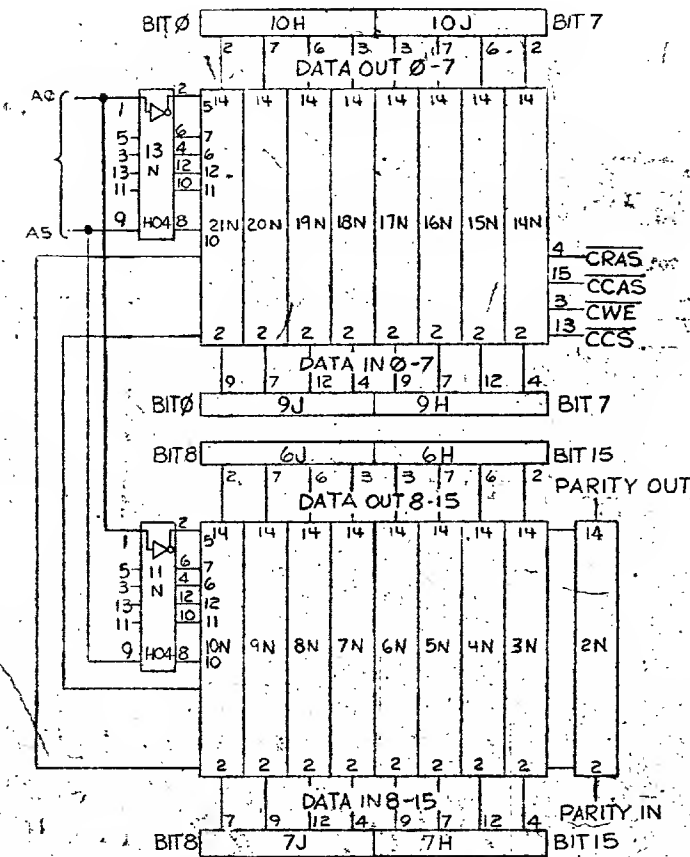 BIT Ø 10H 10J BIT 7
2 7 6 3 3 7 6 2
DATA OUT Ø-7
14 14 14 14 14 14 14 14
AØ
1 2 5
5 6 7
3 13 4 6
13 N 12 12
11 10 11
A5 9 H04 8 10
21N 20N 19N 18N 17N 16N 15N 14N
4 CRAS
15 CCAS
3 CWE
13 CCS
2 2 2 2 2 2 2 2
DATA IN Ø-7
9 7 12 4 9 7 12 4
BITØ 9J 9H BIT 7
BIT8 6J 6H BIT 15
2 7 6 3 3 7 6 2
DATA OUT 8-15
PARITY OUT
14 14 14 14 14 14 14 14 14
1 2 5
5 11 6 7
3 N 4 6
13 12 12
11 10 11
9 H04 8 10
10N 9N 8N 7N 6N 5N 4N 3N 2N
2 2 2 2 2 2 2 2 2
DATA IN 8-15
PARITY IN
7 9 12 4 9 7 12 4
BIT8 7J 7H BIT15